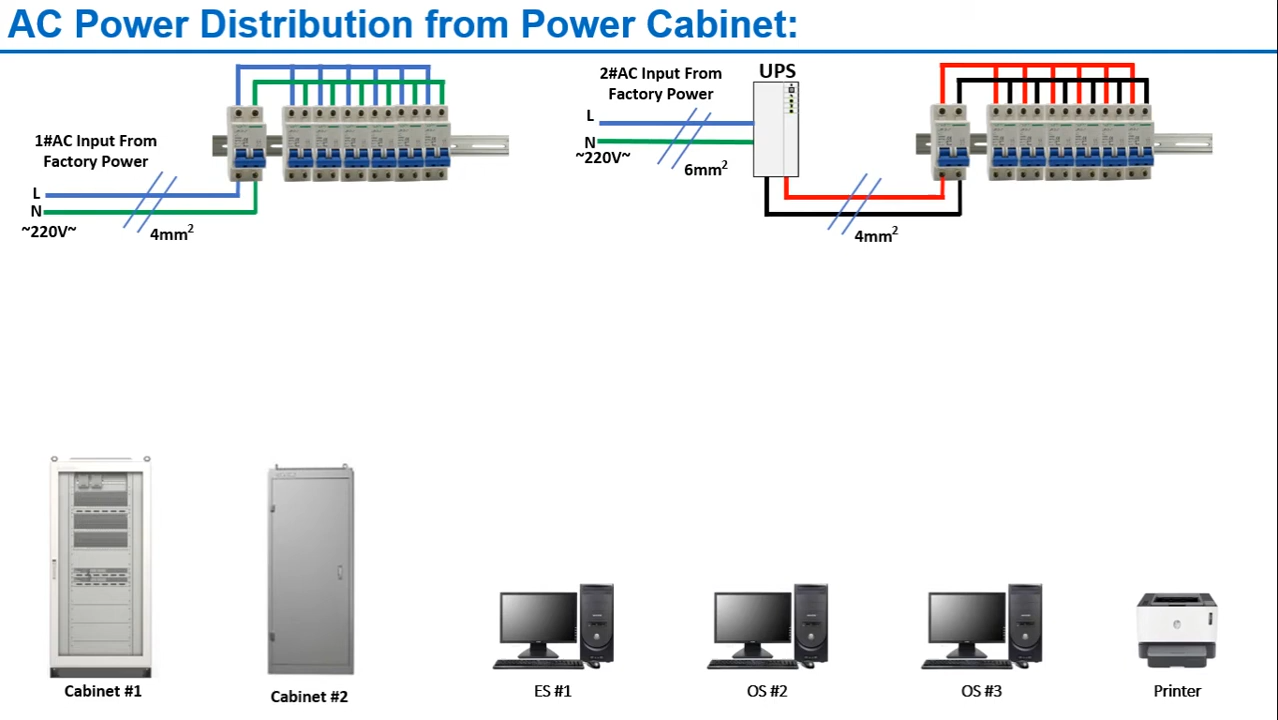 AC Power Distribution from Power Cabinet:
1#AC Input From
Factory Power
L
N
~220V~
4mm²
2#AC Input From
Factory Power
L
N
~220V~
6mm²
UPS
4mm²
Cabinet #1
Cabinet #2
ES #1
OS #2
OS #3
Printer